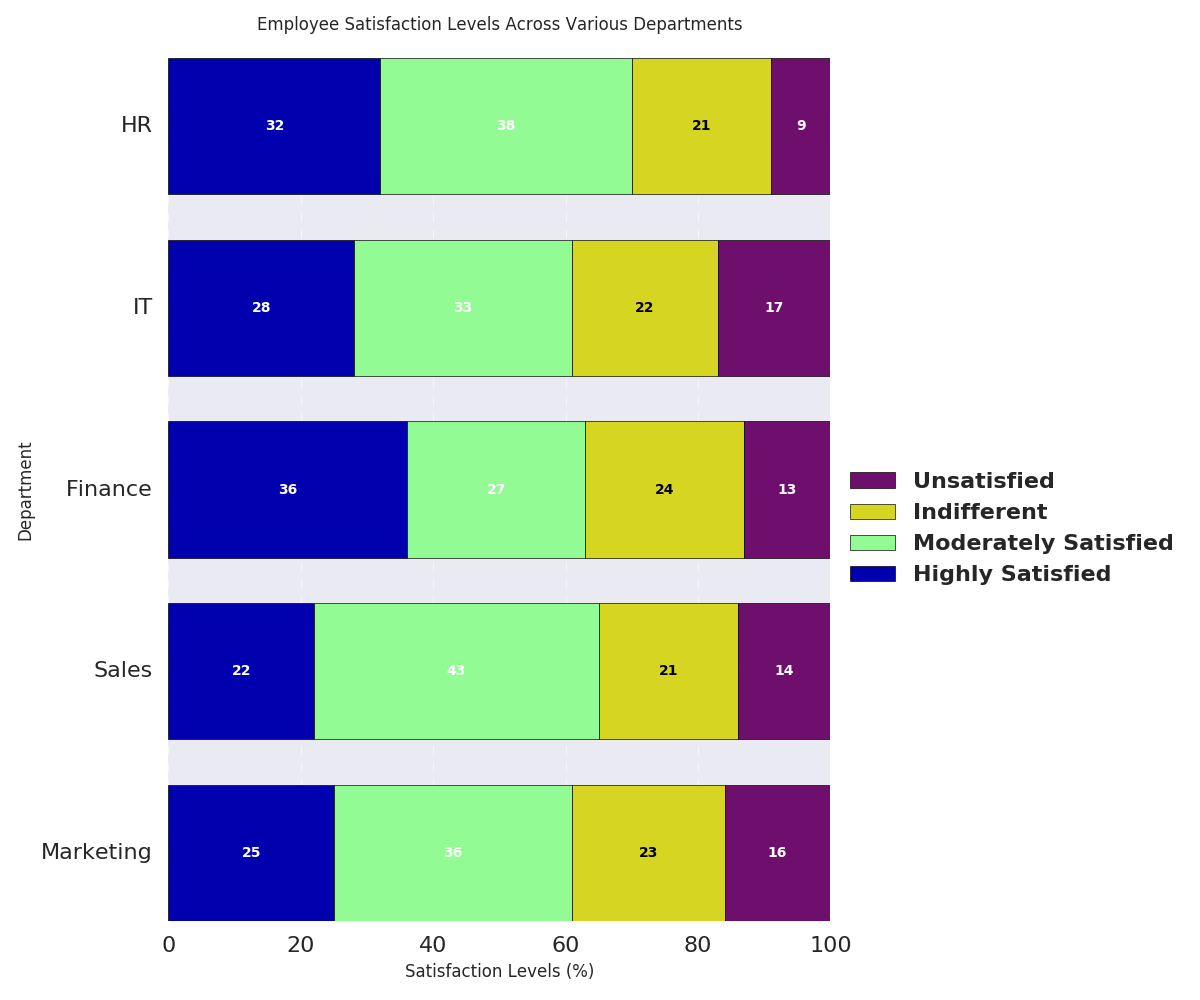 Employee Satisfaction Levels Across Various Departments
HR
32
38
21
9
IT
28
33
22
17
Finance
36
27
24
13
Sales
22
43
21
14
Marketing
25
36
23
16
0
20
40
60
80
100
Satisfaction Levels (%)
Department
Unsatisfied
Indifferent
Moderately Satisfied
Highly Satisfied